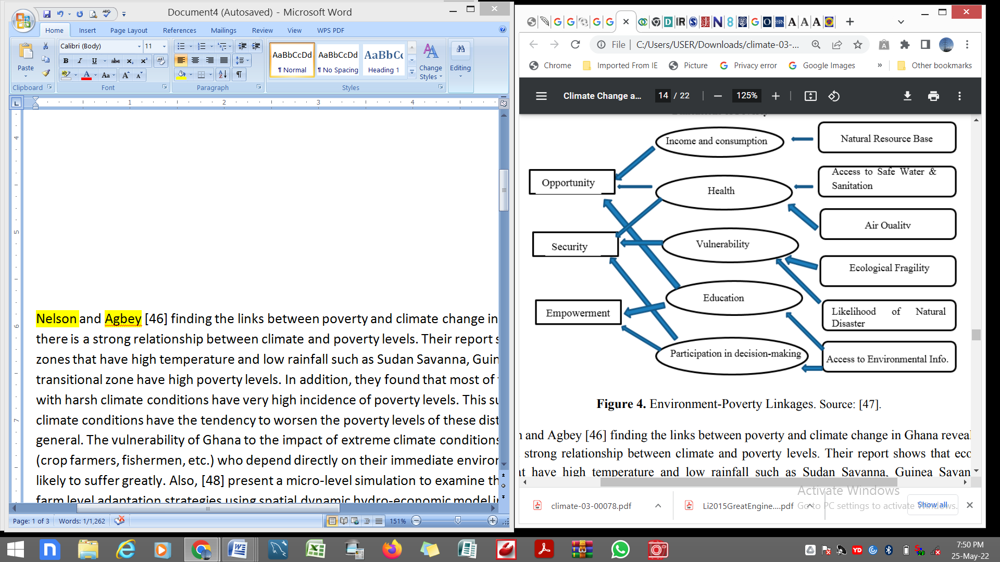 Document4 (Autosaved) - Microsoft Word
Home Insert Page Layout References Mailings Review View WPS PDF
Paste
Calibri (Body) 11
AaBbCcDd AaBbCcDd AaBbCc
¶ Normal ¶ No Spacing Heading 1
Change Styles
Editing
Clipboard Font Paragraph Styles
1 2 3 4
4
5
6
7
Nelson and Agbey [46] finding the links between poverty and climate change in
there is a strong relationship between climate and poverty levels. Their report s
zones that have high temperature and low rainfall such as Sudan Savanna, Guin
transitional zone have high poverty levels. In addition, they found that most of
with harsh climate conditions have very high incidence of poverty levels. This su
climate conditions have the tendency to worsen the poverty levels of these dist
general. The vulnerability of Ghana to the impact of extreme climate conditions
(crop farmers, fishermen, etc.) who depend directly on their immediate environ
likely to suffer greatly. Also, [48] present a micro-level simulation to examine th
farm level adaptation strategies using spatial dynamic hydro-economic model i
Page: 1 of 3 Words: 1/1,262 151%
File C:/Users/USER/Downloads/climate-03-...
Chrome Imported From IE Picture Privacy error Google Images » Other bookmarks
Climate Change a... 14 / 22 125%
Income and consumption
Natural Resource Base
Opportunity
Health
Access to Safe Water &
Sanitation
Air Quality
Security
Vulnerability
Ecological Fragility
Education
Empowerment
Likelihood of Natural
Disaster
Participation in decision-making
Access to Environmental Info.
Figure 4. Environment-Poverty Linkages. Source: [47].
n and Agbey [46] finding the links between poverty and climate change in Ghana reveal
strong relationship between climate and poverty levels. Their report shows that eco
at have high temperature and low rainfall such as Sudan Savanna, Guinea Savan
Activate Windows
Go to PC settings to activate Windows.
climate-03-00078.pdf Li2015GreatEngine....pdf Show all
7:50 PM
25-May-22